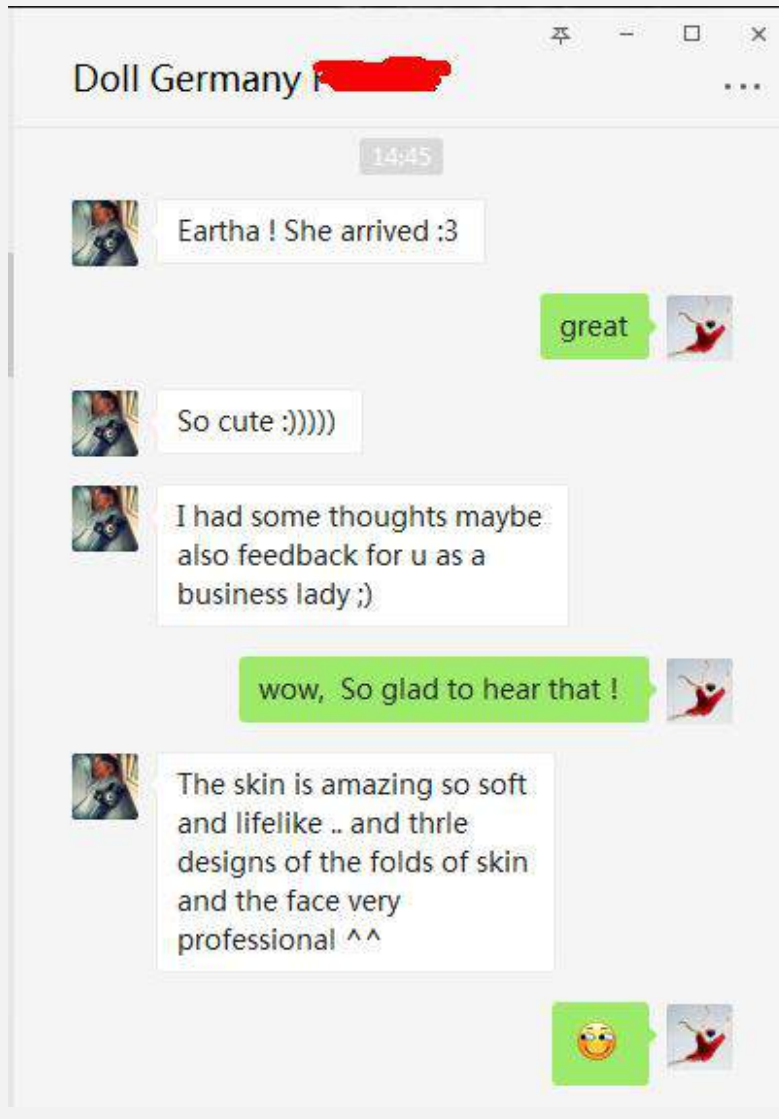 Doll Germany
14:45
Eartha ! She arrived :3
great
So cute :)))))
I had some thoughts maybe
also feedback for u as a
business lady ;)
wow,  So glad to hear that !
The skin is amazing so soft
and lifelike .. and thrle
designs of the folds of skin
and the face very
professional ^^